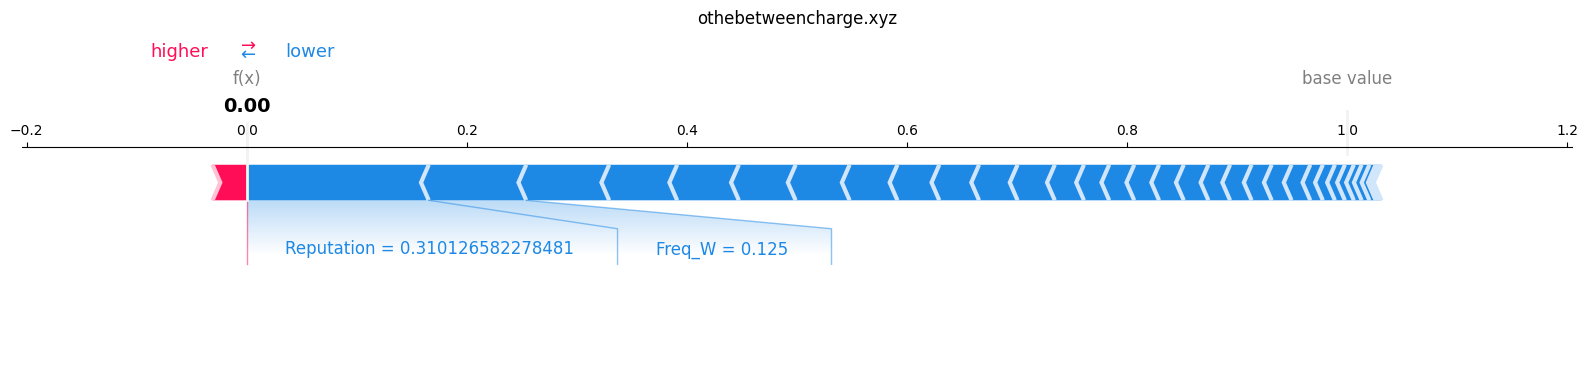 othebetweencharge.xyz
higher ⇄ lower
f(x) base value
0.00
−0.2 0 0 0.2 0.4 0.6 0.8 1 0 1.2
Reputation = 0.310126582278481 Freq_W = 0.125